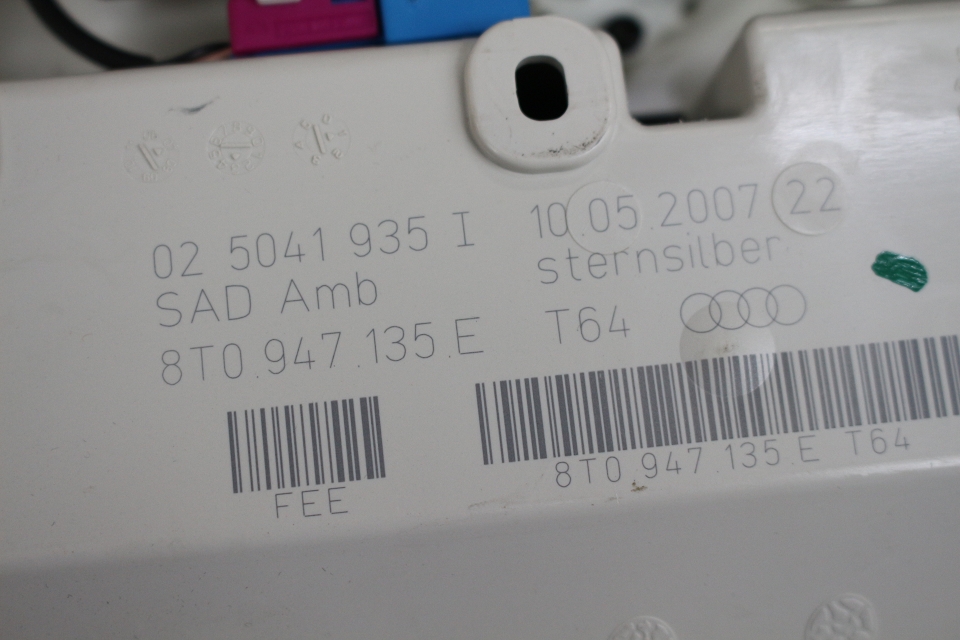 02 5041 935 I
10.05.2007 22
SAD Amb
sternsilber
8T0.947.135.E
T64
FEE
8T0.947.135.E T64